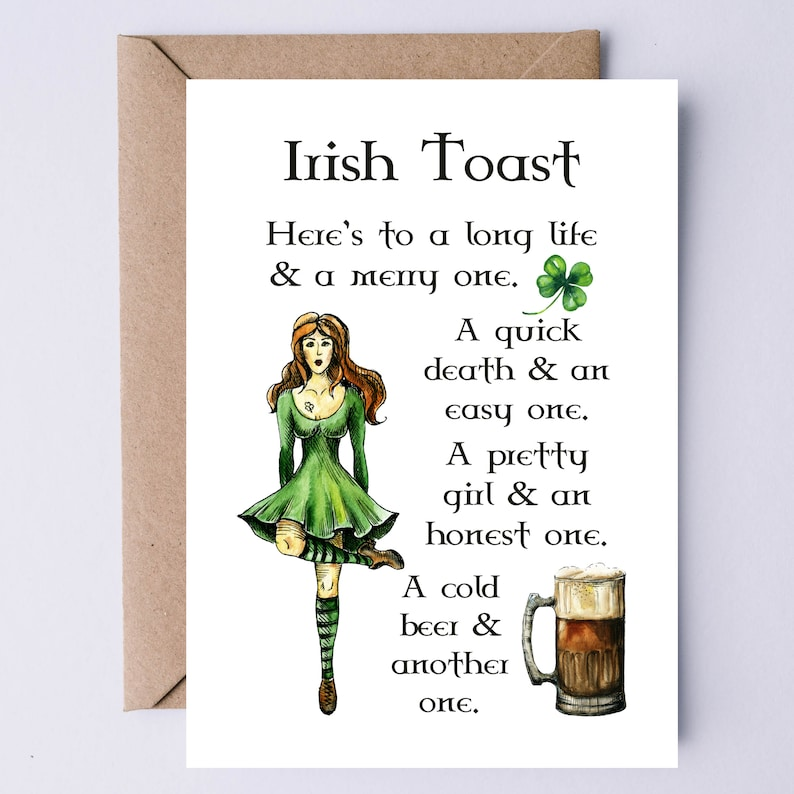 Irish Toast
Here's to a long life
& a merry one.
A quick
death & an
easy one.
A pretty
girl & an
honest one.
A cold
beer &
another
one.